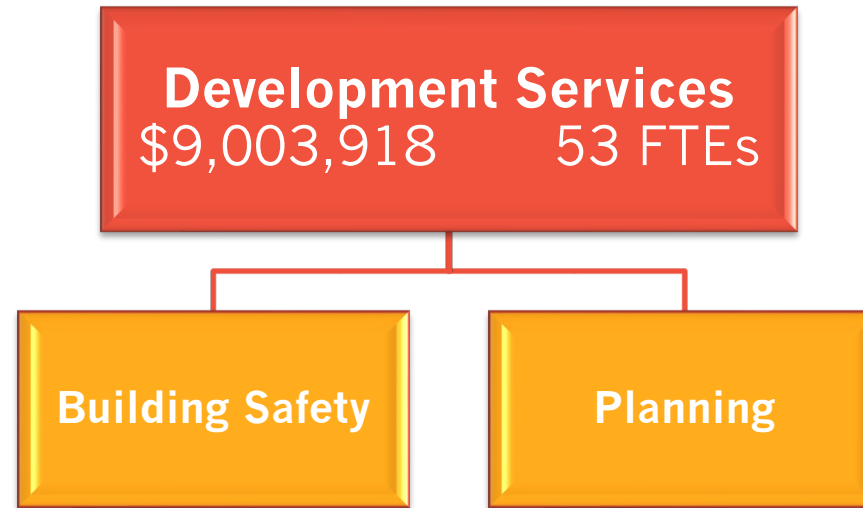 Development Services
$9,003,918 53 FTEs
Building Safety
Planning